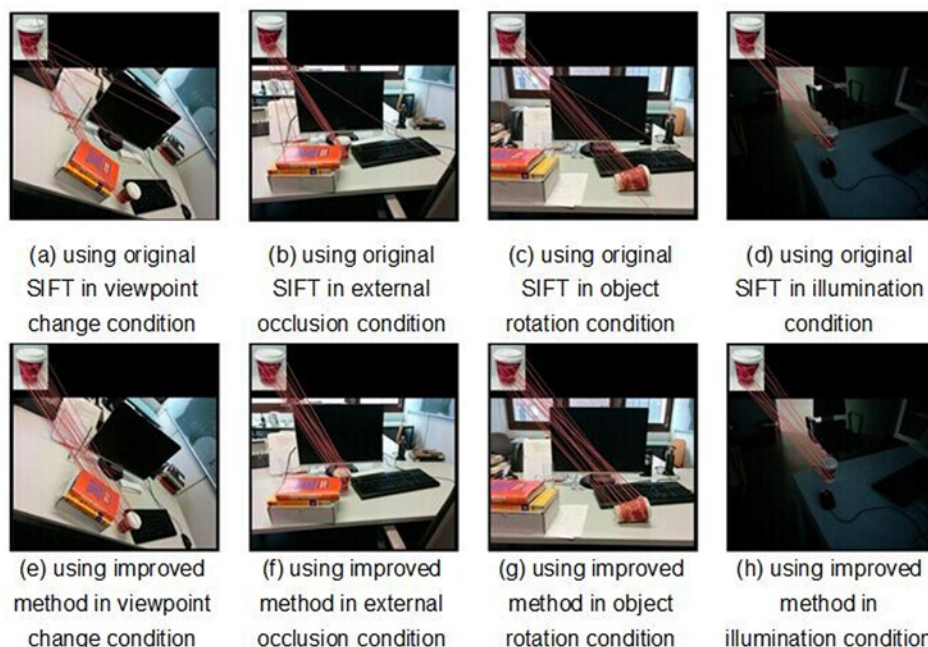 (a) using original
SIFT in viewpoint
change condition
(b) using original
SIFT in external
occlusion condition
(c) using original
SIFT in object
rotation condition
(d) using original
SIFT in illumination
condition
(e) using improved
method in viewpoint
change condition
(f) using improved
method in external
occlusion condition
(g) using improved
method in object
rotation condition
(h) using improved
method in
illumination condition